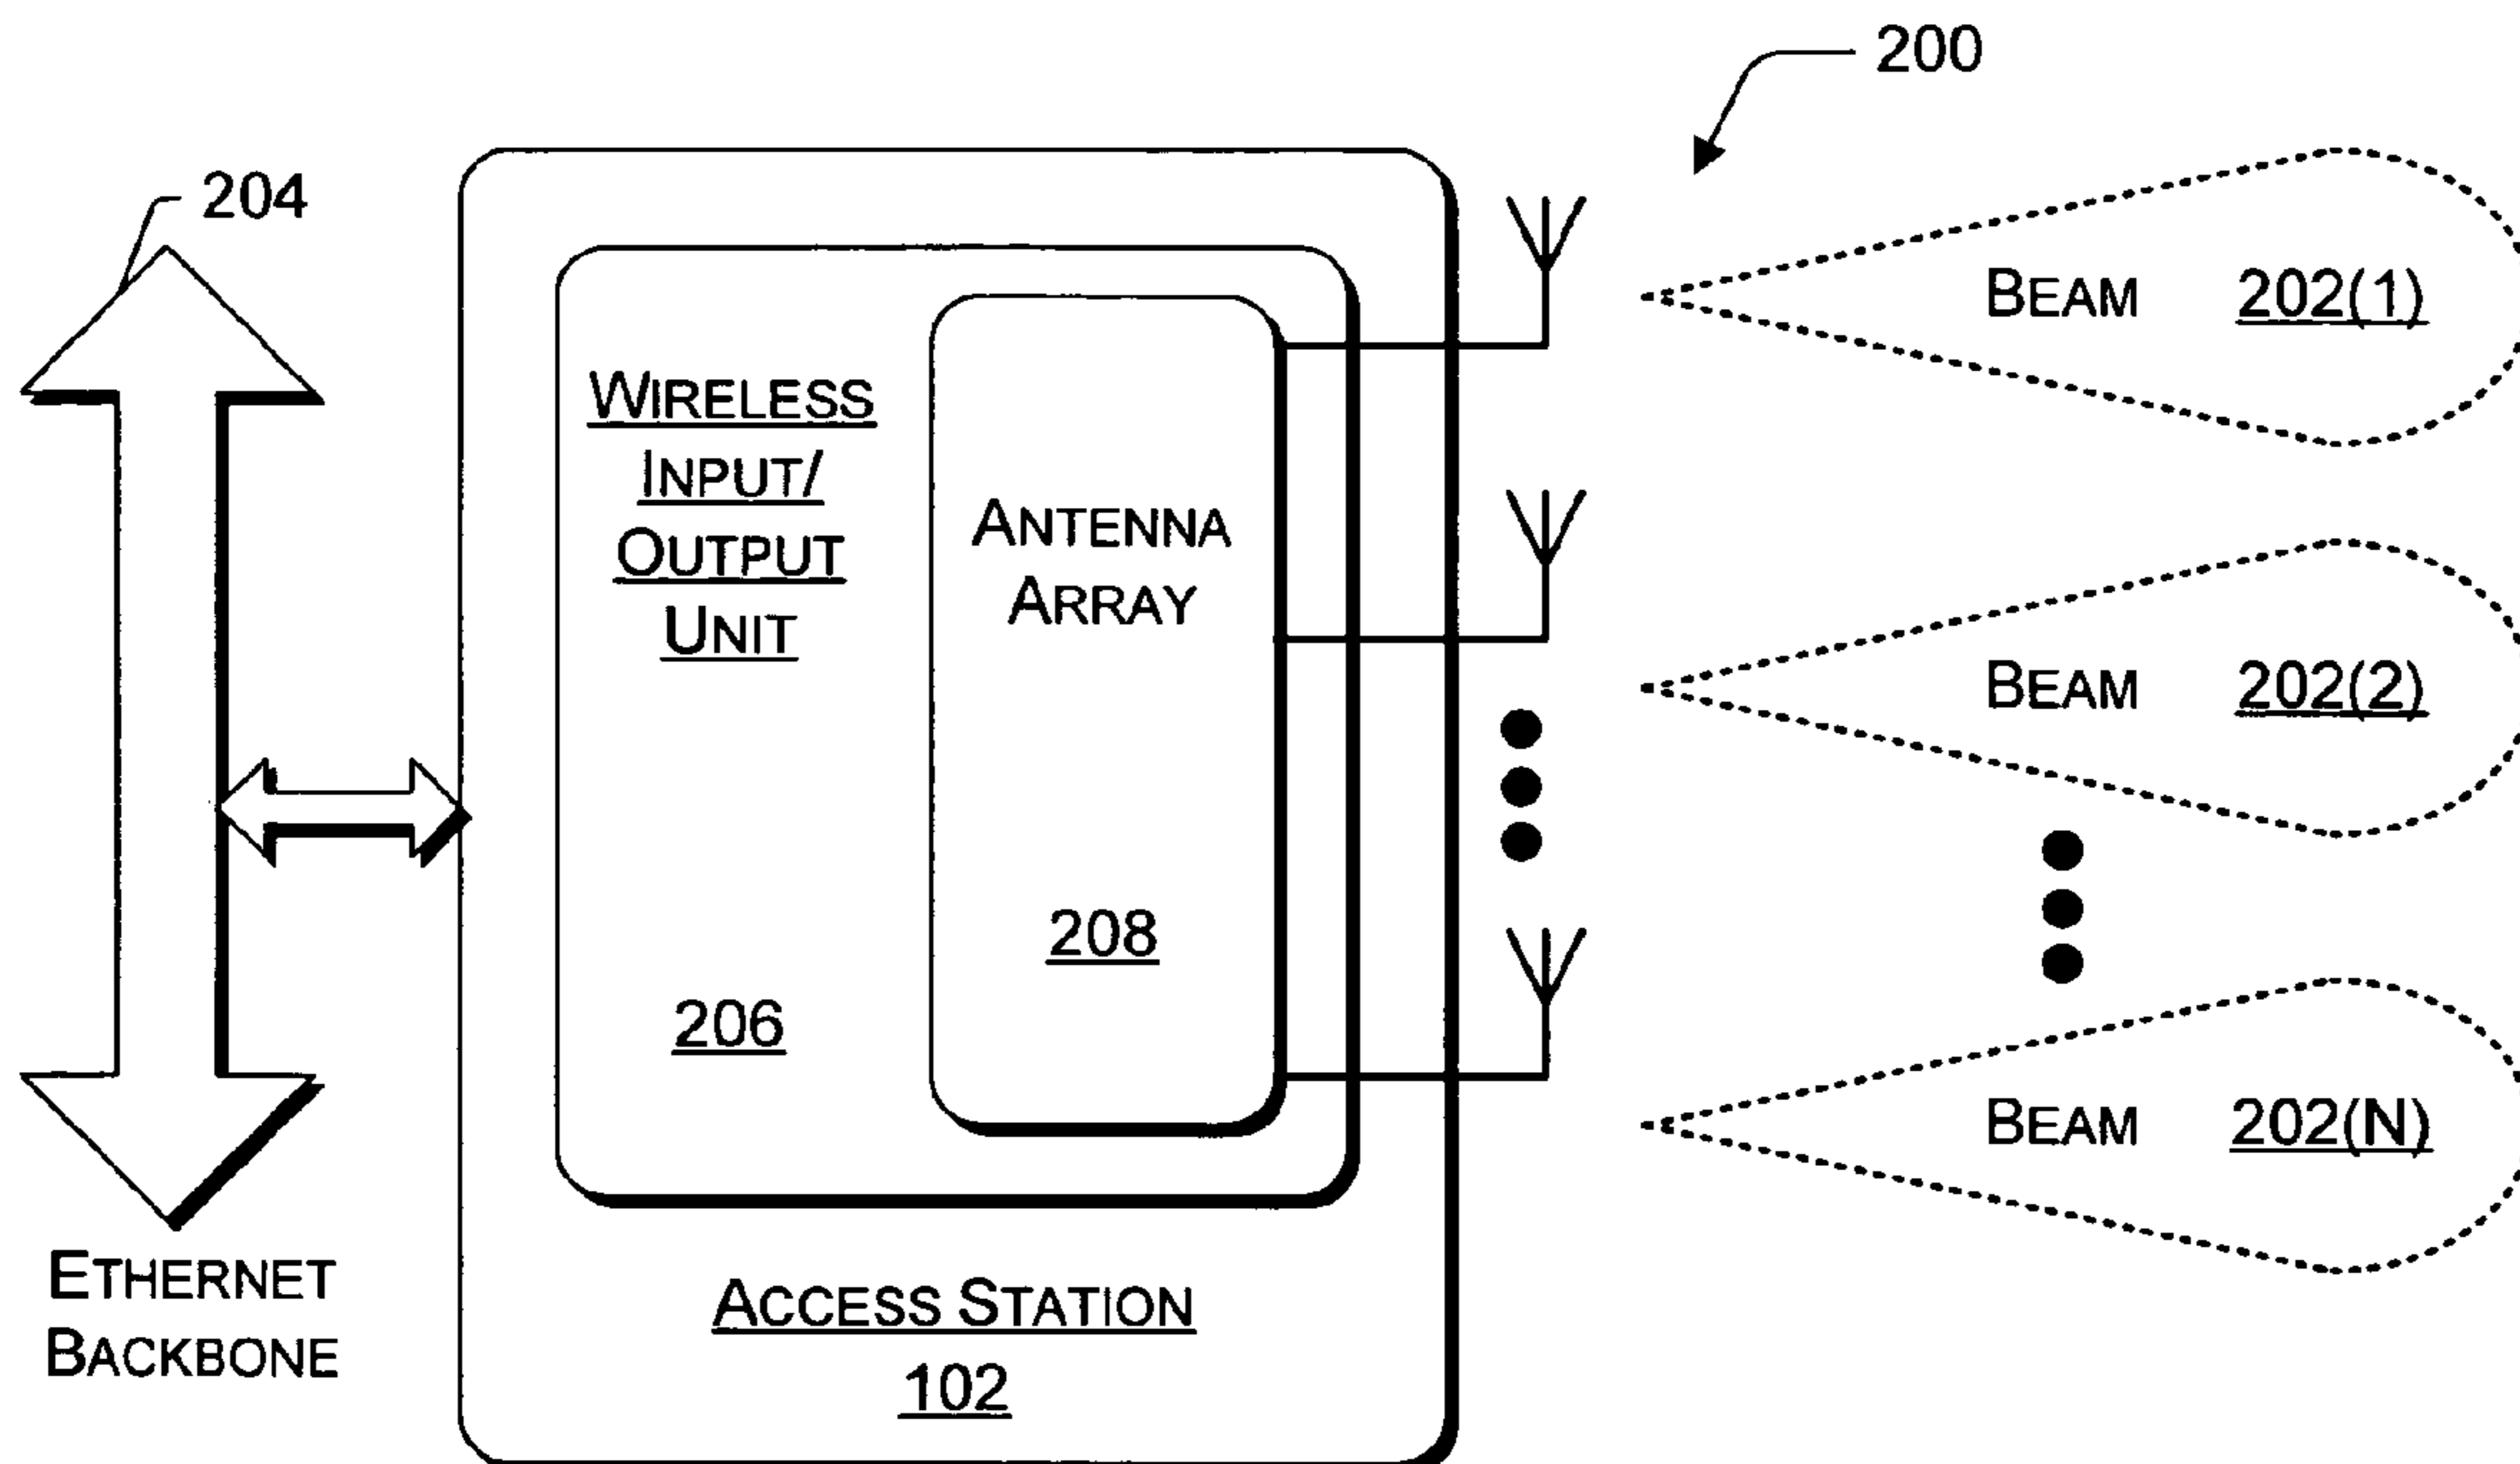 200
204
BEAM 202(1)
WIRELESS
INPUT/
OUTPUT
UNIT
ANTENNA
ARRAY
BEAM 202(2)
208
206
BEAM 202(N)
ETHERNET
BACKBONE
ACCESS STATION
102